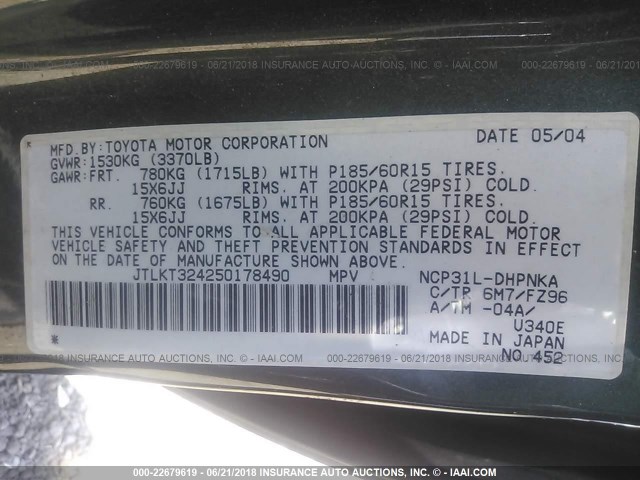 000-22679619 - 06/21/2018 INSURANCE AUTO AUCTIONS, INC. - © - IAAI.COM
MFD.BY:TOYOTA MOTOR CORPORATION DATE 05/04
GVWR:1530KG (3370LB)
GAWR:FRT. 780KG (1715LB) WITH P185/60R15 TIRES.
15X6JJ RIMS. AT 200KPA (29PSI) COLD.
RR. 760KG (1675LB) WITH P185/60R15 TIRES.
15X6JJ RIMS. AT 200KPA (29PSI) COLD.
THIS VEHICLE CONFORMS TO ALL APPLICABLE FEDERAL MOTOR
VEHICLE SAFETY AND THEFT PREVENTION STANDARDS IN EFFECT
ON THE DATE OF MANUFACTURE SHOWN ABOVE.
JTLKT324250178490 MPV NCP31L-DHPNKA
C/TR 6M7/FZ96
A/TM -04A/
U340E
MADE IN JAPAN
NO.452
000-22679619 - 06/21/2018 INSURANCE AUTO AUCTIONS, INC. - © - IAAI.COM
000-22679619 - 06/21/2018 INSURANCE AUTO AUCTIONS, INC. - © - IAAI.COM